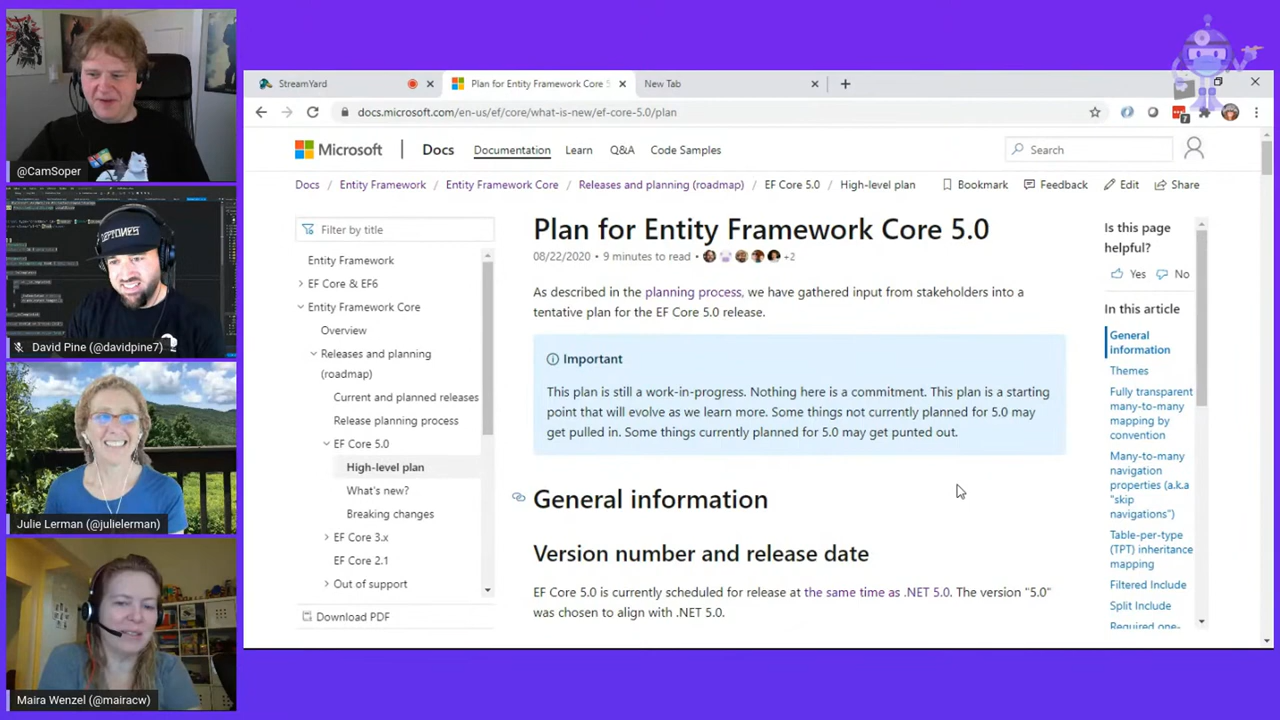 @CamSoper
DEFTONES
David Pine (@davidpine7)
Julie Lerman (@julielerman)
Maira Wenzel (@mairacw)
StreamYard
Plan for Entity Framework Core 5
New Tab
docs.microsoft.com/en-us/ef/core/what-is-new/ef-core-5.0/plan
7
Microsoft
Docs
Documentation
Learn
Q&A
Code Samples
Search
Docs / Entity Framework / Entity Framework Core / Releases and planning (roadmap) / EF Core 5.0 / High-level plan
Bookmark
Feedback
Edit
Share
Filter by title
Entity Framework
EF Core & EF6
Entity Framework Core
Overview
Releases and planning
(roadmap)
Current and planned releases
Release planning process
EF Core 5.0
High-level plan
What's new?
Breaking changes
EF Core 3.x
EF Core 2.1
Out of support
Download PDF
Plan for Entity Framework Core 5.0
08/22/2020 • 9 minutes to read • +2
As described in the planning process, we have gathered input from stakeholders into a
tentative plan for the EF Core 5.0 release.
Important
This plan is still a work-in-progress. Nothing here is a commitment. This plan is a starting
point that will evolve as we learn more. Some things not currently planned for 5.0 may
get pulled in. Some things currently planned for 5.0 may get punted out.
General information
Version number and release date
EF Core 5.0 is currently scheduled for release at the same time as .NET 5.0. The version "5.0"
was chosen to align with .NET 5.0.
Is this page
helpful?
Yes
No
In this article
General
information
Themes
Fully transparent
many-to-many
mapping by
convention
Many-to-many
navigation
properties (a.k.a
"skip
navigations")
Table-per-type
(TPT) inheritance
mapping
Filtered Include
Split Include
Required one-